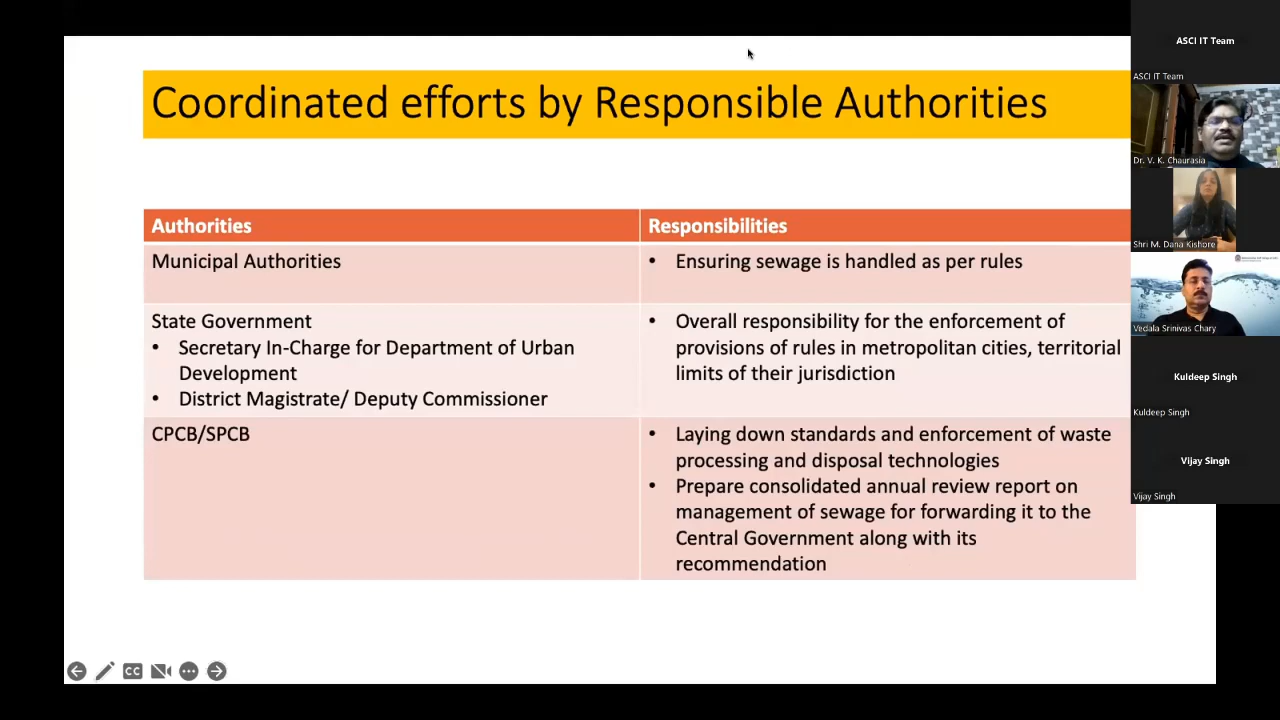 Coordinated efforts by Responsible Authorities
Authorities
Responsibilities
Municipal Authorities
• Ensuring sewage is handled as per rules
State Government
• Secretary In-Charge for Department of Urban
Development
• District Magistrate/ Deputy Commissioner
• Overall responsibility for the enforcement of
provisions of rules in metropolitan cities, territorial
limits of their jurisdiction
CPCB/SPCB
• Laying down standards and enforcement of waste
processing and disposal technologies
• Prepare consolidated annual review report on
management of sewage for forwarding it to the
Central Government along with its
recommendation
CC
ASCI IT Team
ASCI IT Team
Dr. V. K. Chaurasia
Shri M. Dana Kishore
Vedala Srinivas Chary
Kuldeep Singh
Kuldeep Singh
Vijay Singh
Vijay Singh